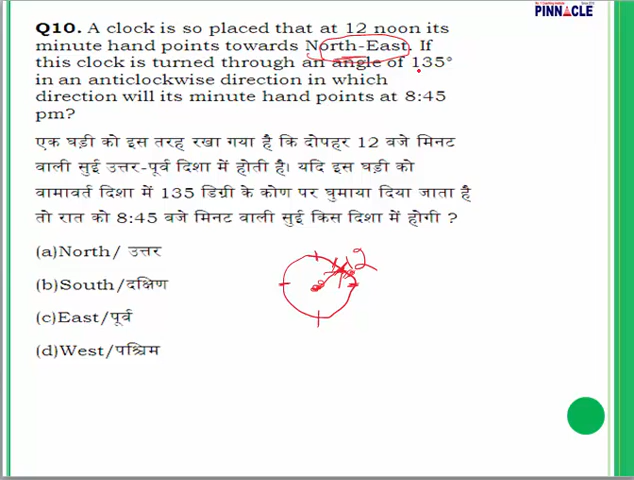 PINNACLE
Q10. A clock is so placed that at 12 noon its
minute hand points towards North-East. If
this clock is turned through an angle of 135°
in an anticlockwise direction in which
direction will its minute hand points at 8:45
pm?
एक घड़ी को इस तरह रखा गया है कि दोपहर 12 बजे मिनट
वाली सुई उत्तर-पूर्व दिशा में होती है। यदि इस घड़ी को
वामावर्त दिशा में 135 डिग्री के कोण पर घुमाया दिया जाता है
तो रात को 8:45 बजे मिनट वाली सुई किस दिशा में होगी ?
(a)North/ उत्तर
(b)South/दक्षिण
(c)East/पूर्व
(d)West/पश्चिम
12